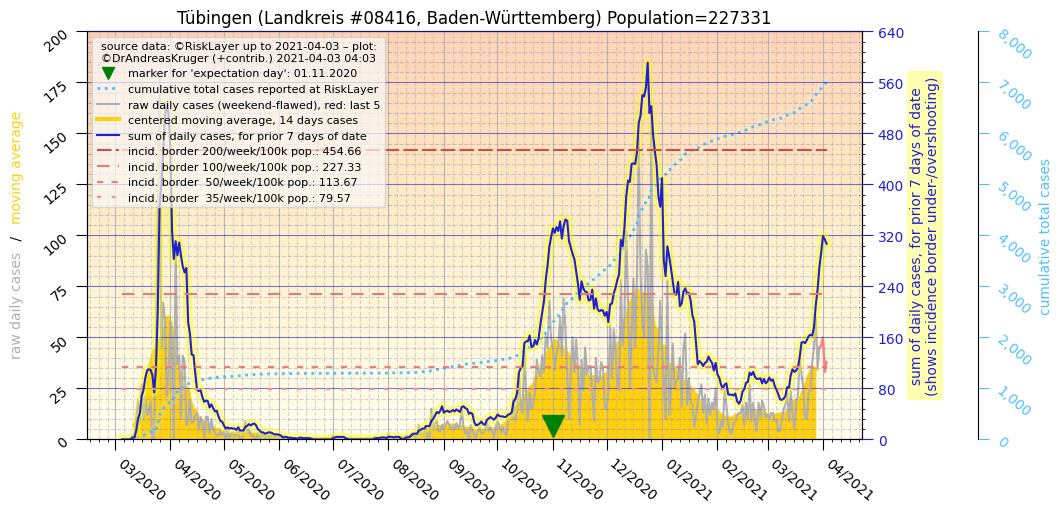 Tübingen (Landkreis #08416, Baden-Württemberg) Population=227331
source data: ©RiskLayer up to 2021-04-03 – plot:
©DrAndreasKruger (+contrib.) 2021-04-03 04:03
marker for 'expectation day': 01.11.2020
cumulative total cases reported at RiskLayer
raw daily cases (weekend-flawed), red: last 5
centered moving average, 14 days cases
sum of daily cases, for prior 7 days of date
incid. border 200/week/100k pop.: 454.66
incid. border 100/week/100k pop.: 227.33
incid. border  50/week/100k pop.: 113.67
incid. border  35/week/100k pop.: 79.57
raw daily cases / moving average
200
175
150
125
100
75
50
25
0
03/2020
04/2020
05/2020
06/2020
07/2020
08/2020
09/2020
10/2020
11/2020
12/2020
01/2021
02/2021
03/2021
04/2021
640
560
480
400
320
240
160
80
0
sum of daily cases, for prior 7 days of date
(shows incidence border under-/overshooting)
8,000
7,000
6,000
5,000
4,000
3,000
2,000
1,000
0
cumulative total cases